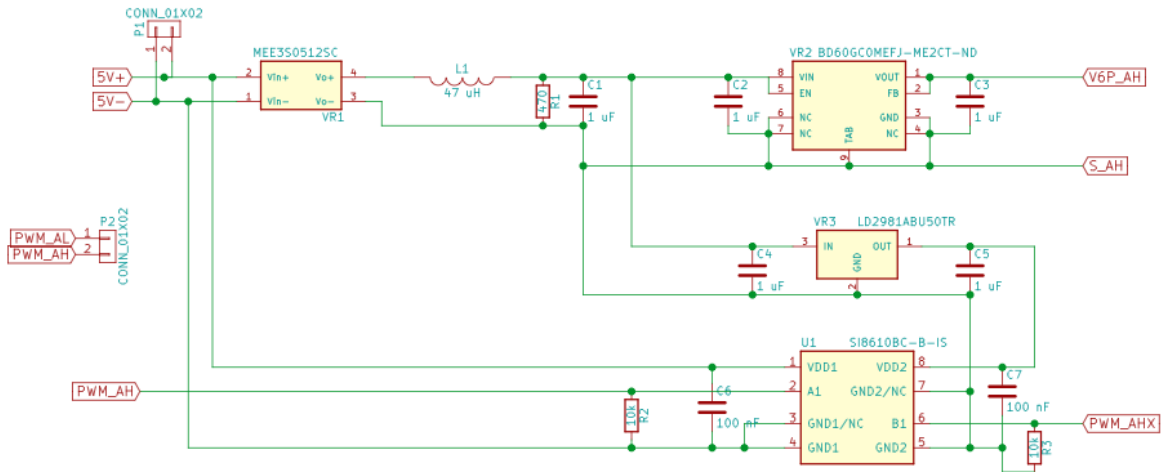 CONN_01X02
P1
1 2
MEE3S0512SC
5V+ 2 Vin+ Vo+ 4
5V- 1 Vin- Vo- 3
VR1
L1
47 uH
470 R1
C1
1 uF
C2
1 uF
VR2 BD60GC0MEFJ-ME2CT-ND
8 VIN VOUT 1
5 EN FB 2
6 NC GND 3
7 NC NC 4
TAB
9
C3
1 uF
V6P_AH
S_AH
P2
PWM_AL 1
PWM_AH 2
CONN_01X02
VR3 LD2981ABU50TR
3 IN OUT 1
GND
2
C4
1 uF
C5
1 uF
U1 SI8610BC-B-IS
1 VDD1 VDD2 8
2 A1 GND2/NC 7
3 GND1/NC B1 6
4 GND1 GND2 5
PWM_AH
10k R2
C6
100 nF
C7
100 nF
PWM_AHX
10k R3